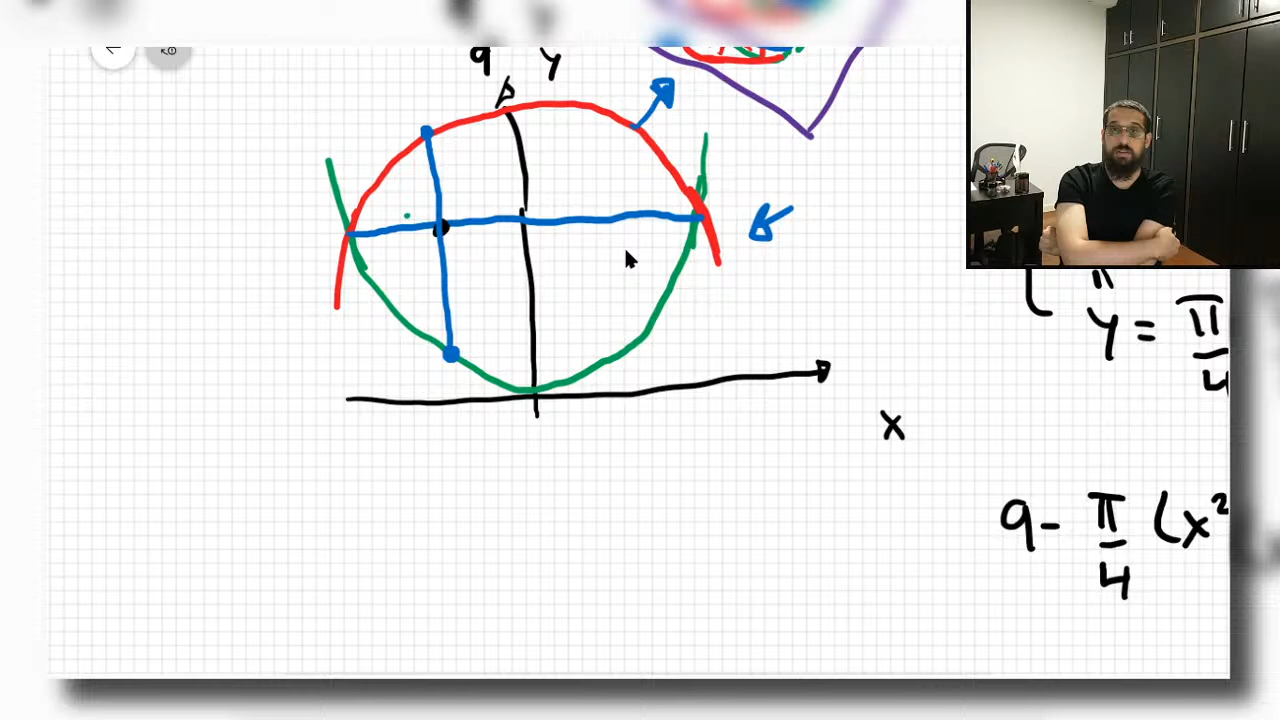 9 y
π
y = π/4
x
9 - π/4 (x²